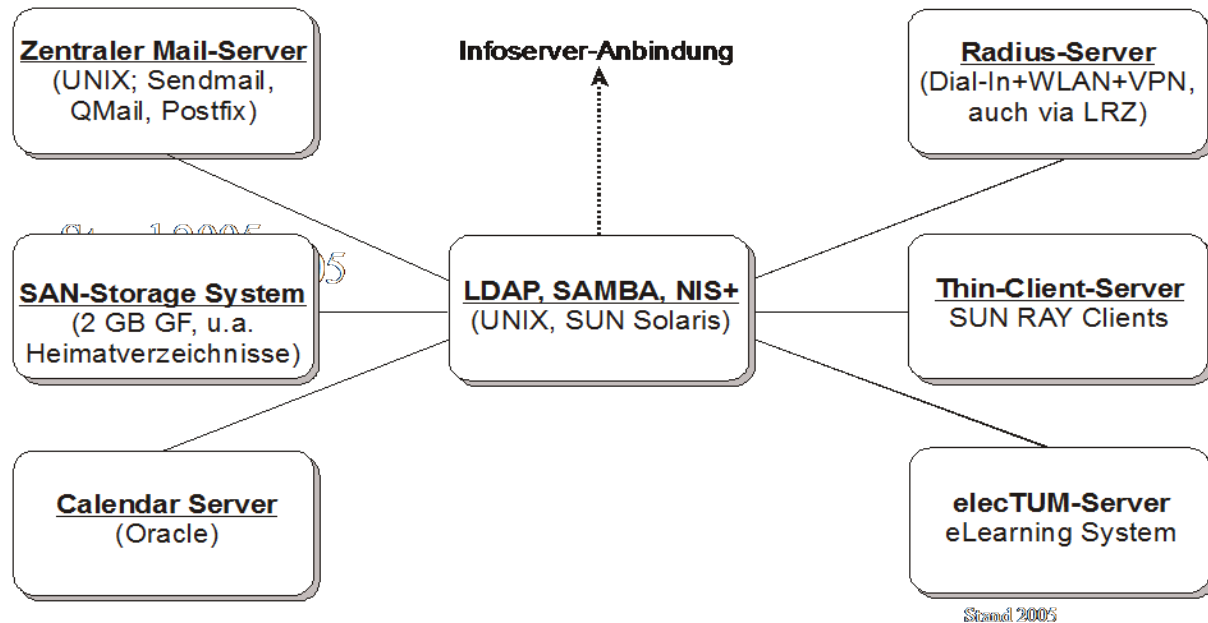 Zentraler Mail-Server
(UNIX; Sendmail,
QMail, Postfix)
Infoserver-Anbindung
Radius-Server
(Dial-In+WLAN+VPN,
auch via LRZ)
SAN-Storage System
(2 GB GF, u.a.
Heimatverzeichnisse)
LDAP, SAMBA, NIS+
(UNIX, SUN Solaris)
Thin-Client-Server
SUN RAY Clients
Calendar Server
(Oracle)
elecTUM-Server
eLearning System
Stand 2005